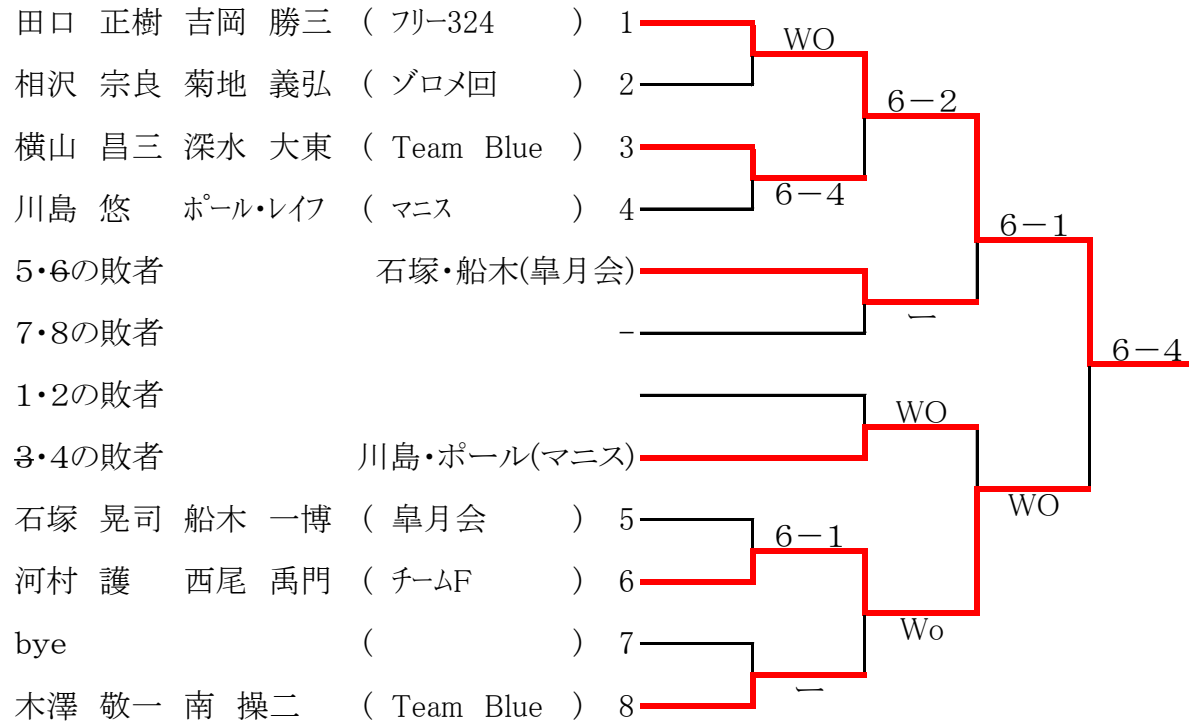 田口 正樹 吉岡 勝三 ( フリー324 ) 1
WO
相沢 宗良 菊地 義弘 ( ゾロメ回 ) 2
6－2
横山 昌三 深水 大東 ( Team Blue ) 3
6－4
川島 悠 ポール・レイフ ( マニス ) 4
6－1
5・6の敗者 石塚・船木(皐月会)
ー
7・8の敗者 -
6－4
1・2の敗者
WO
3・4の敗者 川島・ポール(マニス)
WO
石塚 晃司 船木 一博 ( 皐月会 ) 5
6－1
河村 護 西尾 禹門 ( チームF ) 6
Wo
bye ( ) 7
ー
木澤 敬一 南 操二 ( Team Blue ) 8